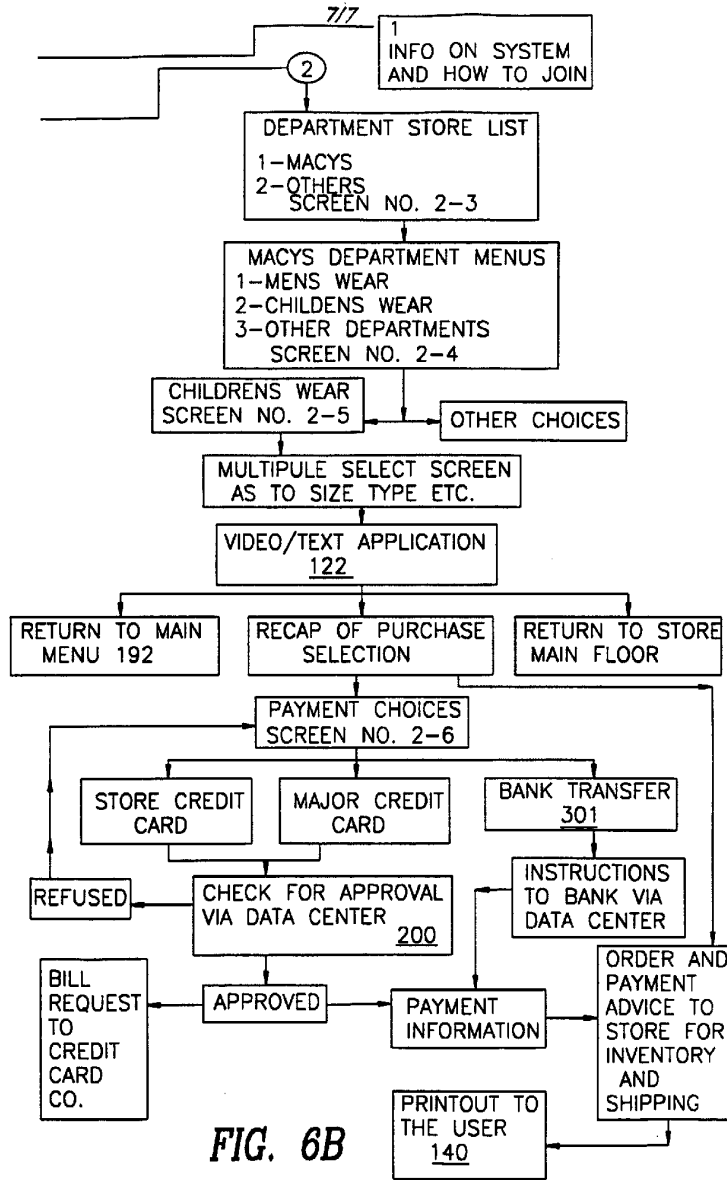 7/7
1
INFO ON SYSTEM
AND HOW TO JOIN
2
DEPARTMENT STORE LIST
1-MACYS
2-OTHERS
SCREEN NO. 2-3
MACYS DEPARTMENT MENUS
1-MENS WEAR
2-CHILDENS WEAR
3-OTHER DEPARTMENTS
SCREEN NO. 2-4
CHILDRENS WEAR
SCREEN NO. 2-5
OTHER CHOICES
MULTIPULE SELECT SCREEN
AS TO SIZE TYPE ETC.
VIDEO/TEXT APPLICATION
122
RETURN TO MAIN
MENU 192
RECAP OF PURCHASE
SELECTION
RETURN TO STORE
MAIN FLOOR
PAYMENT CHOICES
SCREEN NO. 2-6
STORE CREDIT
CARD
MAJOR CREDIT
CARD
BANK TRANSFER
301
REFUSED
CHECK FOR APPROVAL
VIA DATA CENTER
200
INSTRUCTIONS
TO BANK VIA
DATA CENTER
BILL
REQUEST
TO
CREDIT
CARD
CO.
APPROVED
PAYMENT
INFORMATION
ORDER AND
PAYMENT
ADVICE TO
STORE FOR
INVENTORY
AND
SHIPPING
PRINTOUT TO
THE USER
140
FIG. 6B